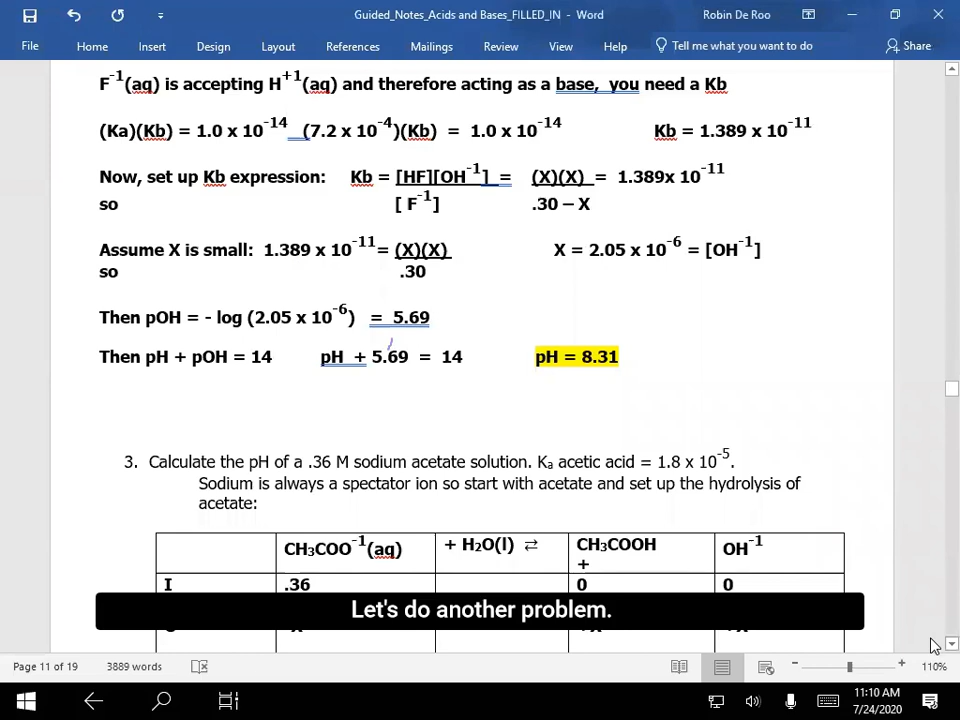 Guided_Notes_Acids and Bases_FILLED_IN - Word
Robin De Roo
File Home Insert Design Layout References Mailings Review View Help Tell me what you want to do Share
F⁻¹(aq) is accepting H⁺¹(aq) and therefore acting as a base, you need a Kb
(Ka)(Kb) = 1.0 x 10⁻¹⁴ (7.2 x 10⁻⁴)(Kb) = 1.0 x 10⁻¹⁴ Kb = 1.389 x 10⁻¹¹
Now, set up Kb expression: Kb = [HF][OH⁻¹] = (X)(X) = 1.389x 10⁻¹¹
so [ F⁻¹] .30 – X
Assume X is small: 1.389 x 10⁻¹¹= (X)(X) X = 2.05 x 10⁻⁶ = [OH⁻¹]
so .30
Then pOH = - log (2.05 x 10⁻⁶) = 5.69
Then pH + pOH = 14 pH + 5.69 = 14 pH = 8.31
3. Calculate the pH of a .36 M sodium acetate solution. Kₐ acetic acid = 1.8 x 10⁻⁵.
Sodium is always a spectator ion so start with acetate and set up the hydrolysis of
acetate:
CH₃COO⁻¹(aq) + H₂O(l) ⇄ CH₃COOH OH⁻¹
+
I .36 0 0
Let's do another problem.
Page 11 of 19 3889 words 110%
11:10 AM
7/24/2020